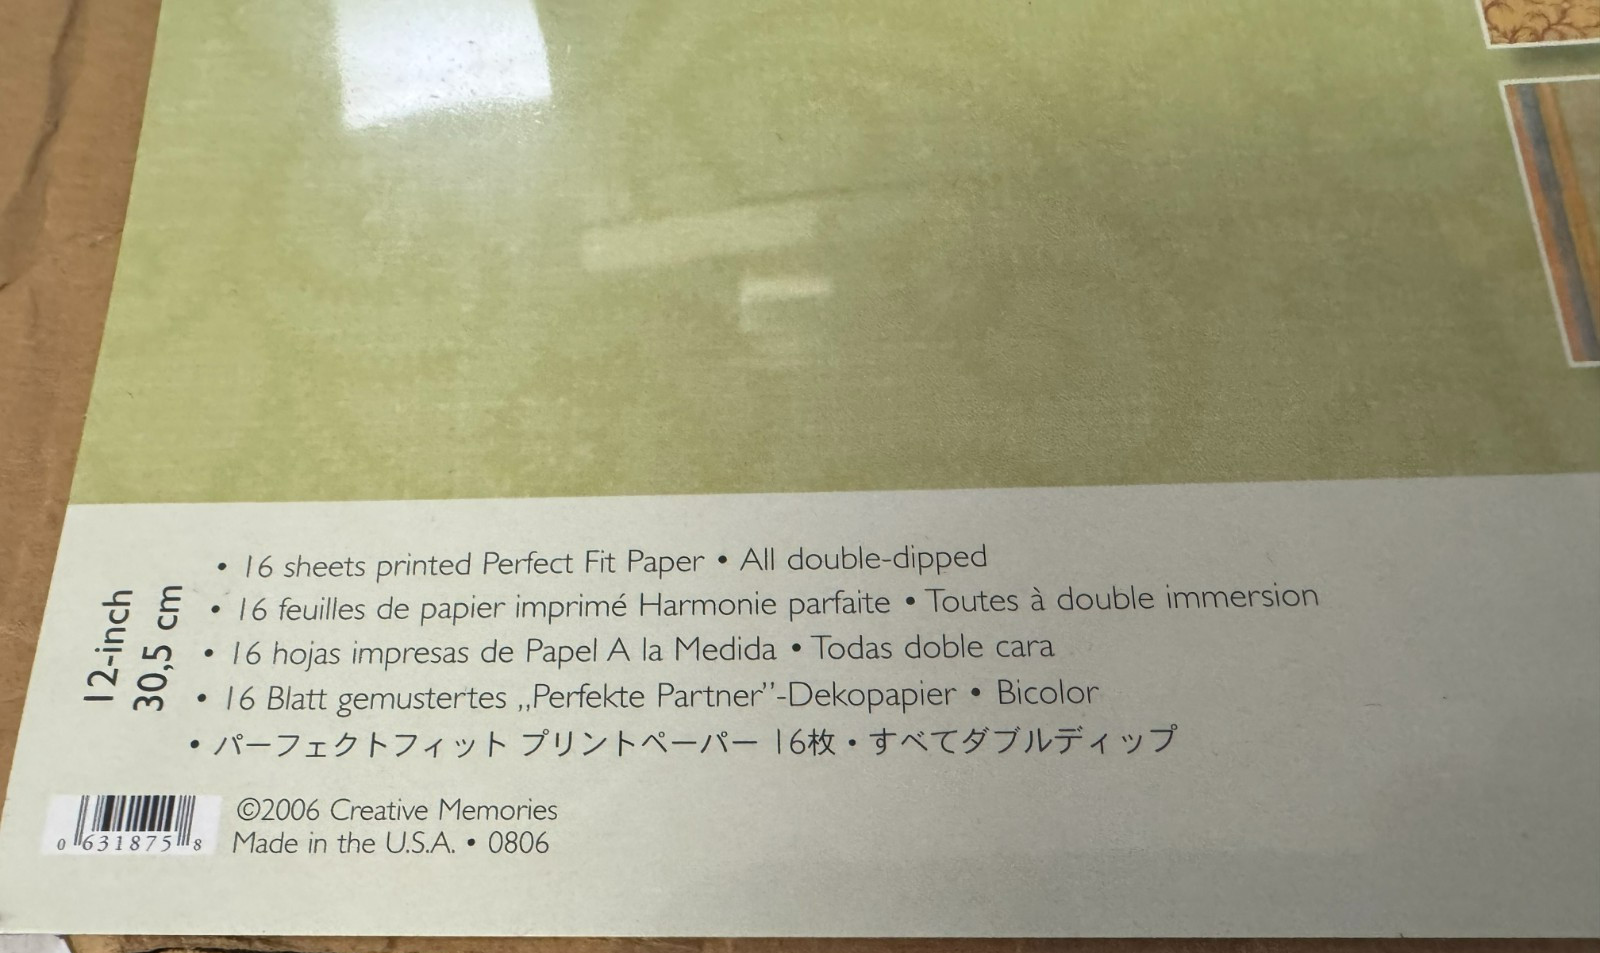 12-inch
30,5 cm
• 16 sheets printed Perfect Fit Paper • All double-dipped
• 16 feuilles de papier imprimé Harmonie parfaite • Toutes à double immersion
• 16 hojas impresas de Papel A la Medida • Todas doble cara
• 16 Blatt gemustertes ,,Perfekte Partner”-Dekopapier • Bicolor
• パーフェクトフィット プリントペーパー 16枚・すべてダブルディップ
©2006 Creative Memories
Made in the U.S.A. • 0806
0 631875 8